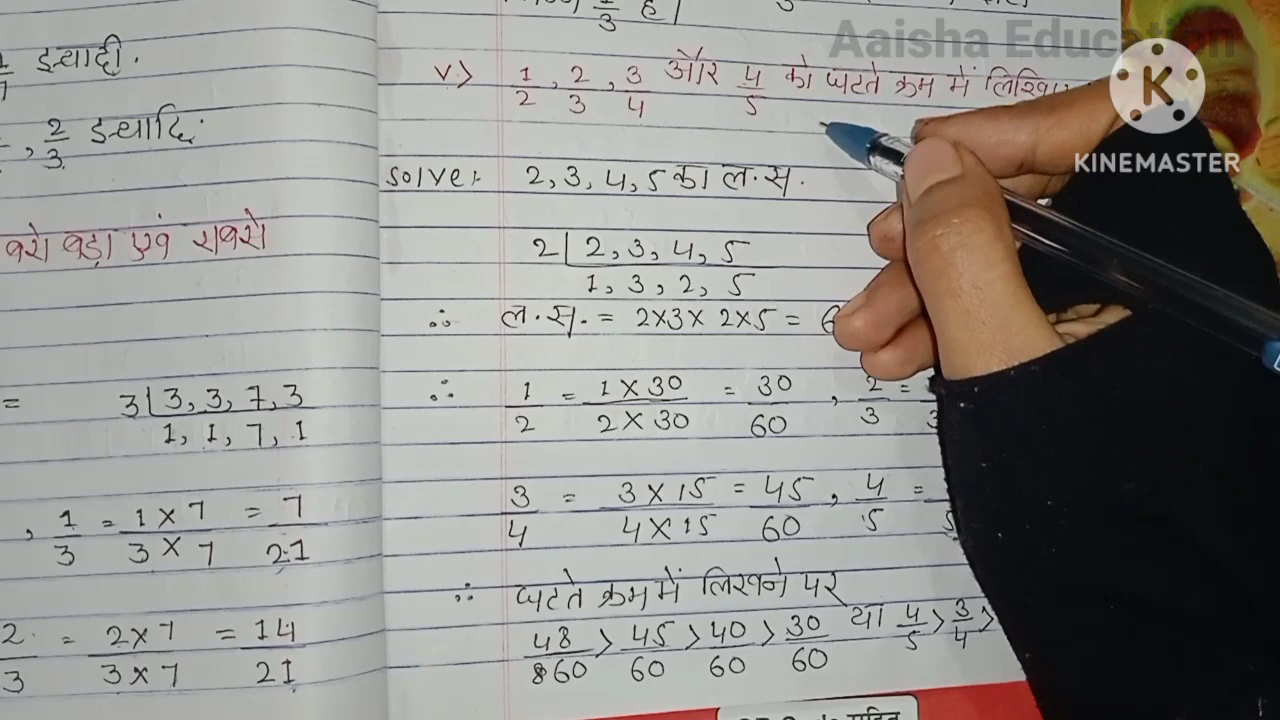 1/3 है|
Aaisha Education
इत्यादी.
2/3 इत्यादि:
बसे बड़ा एवं सबसे
= 3 | 3, 3, 7, 3
1, 1, 7, 1
, 1/3 = 1 × 7 / 3 × 7 = 7/21
2/3 = 2×7 / 3×7 = 14/21
v.> 1/2, 2/3, 3/4 और 4/5 को घटते क्रम में लिखिए
KINEMASTER
Solve:- 2, 3, 4, 5 का ल.स.
2 | 2, 3, 4, 5
1, 3, 2, 5
∴ ल.स. = 2×3×2×5 = 6
∴ 1/2 = 1×30 / 2×30 = 30/60, 2/3 =
3/4 = 3×15 / 4×15 = 45/60, 4/5 =
∴ घटते क्रम में लिखने पर
48/60 > 45/60 > 40/60 > 30/60 या 4/5 > 3/4 >